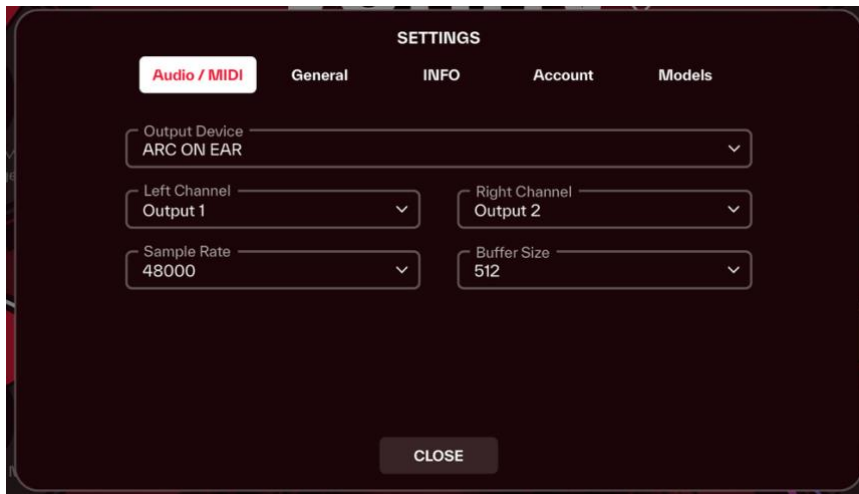 SETTINGS
Audio / MIDI General INFO Account Models
Output Device
ARC ON EAR
Left Channel Right Channel
Output 1 Output 2
Sample Rate Buffer Size
48000 512
CLOSE